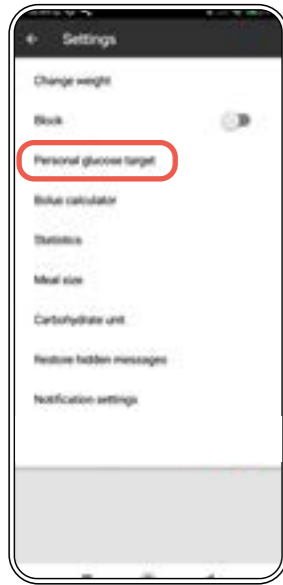 Settings
Change weight
Block
Personal glucose target
Bolus calculator
Statistics
Meal size
Carbohydrate unit
Restore hidden messages
Notification settings